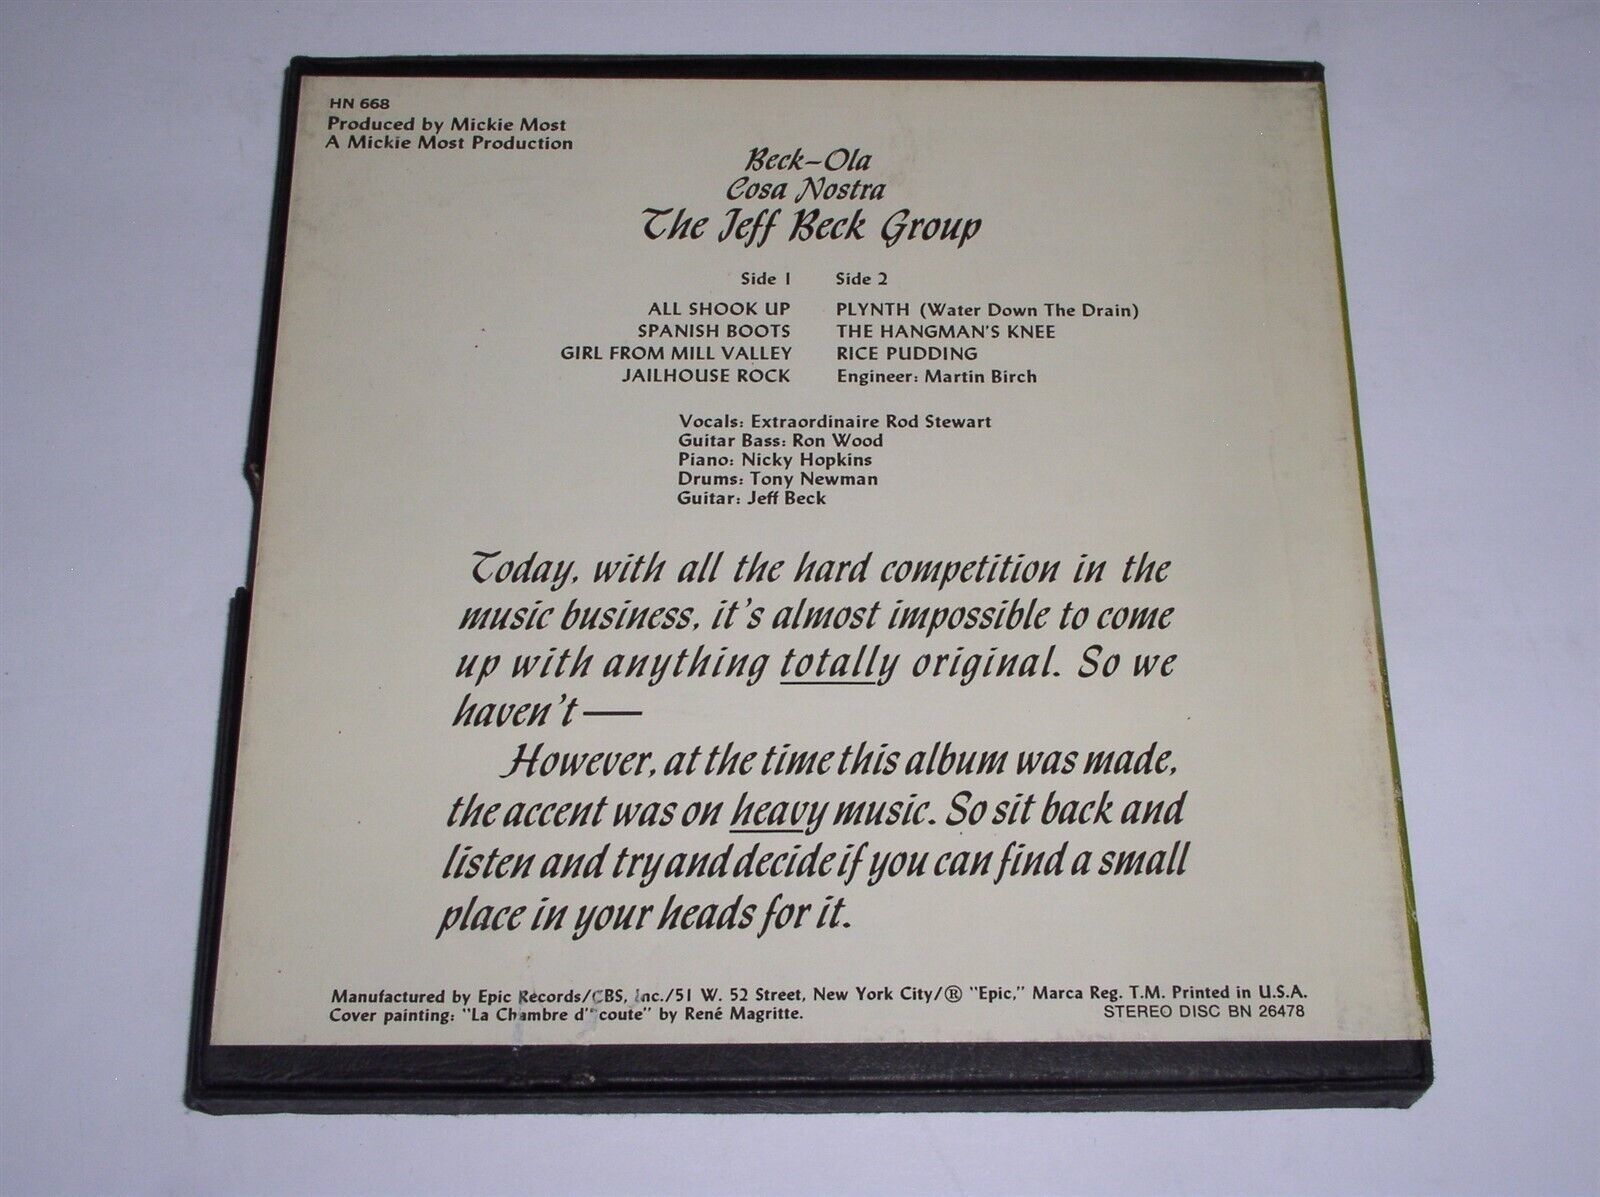 HN 668
Produced by Mickie Most
A Mickie Most Production
Beck-Ola
Cosa Nostra
The Jeff Beck Group
Side 1 Side 2
ALL SHOOK UP PLYNTH (Water Down The Drain)
SPANISH BOOTS THE HANGMAN'S KNEE
GIRL FROM MILL VALLEY RICE PUDDING
JAILHOUSE ROCK Engineer: Martin Birch
Vocals: Extraordinaire Rod Stewart
Guitar Bass: Ron Wood
Piano: Nicky Hopkins
Drums: Tony Newman
Guitar: Jeff Beck
Today, with all the hard competition in the
music business, it's almost impossible to come
up with anything totally original. So we
haven't —
However, at the time this album was made,
the accent was on heavy music. So sit back and
listen and try and decide if you can find a small
place in your heads for it.
Manufactured by Epic Records/CBS, Inc./51 W. 52 Street, New York City/® "Epic," Marca Reg. T.M. Printed in U.S.A.
Cover painting: "La Chambre d' coute" by René Magritte.
STEREO DISC BN 26478